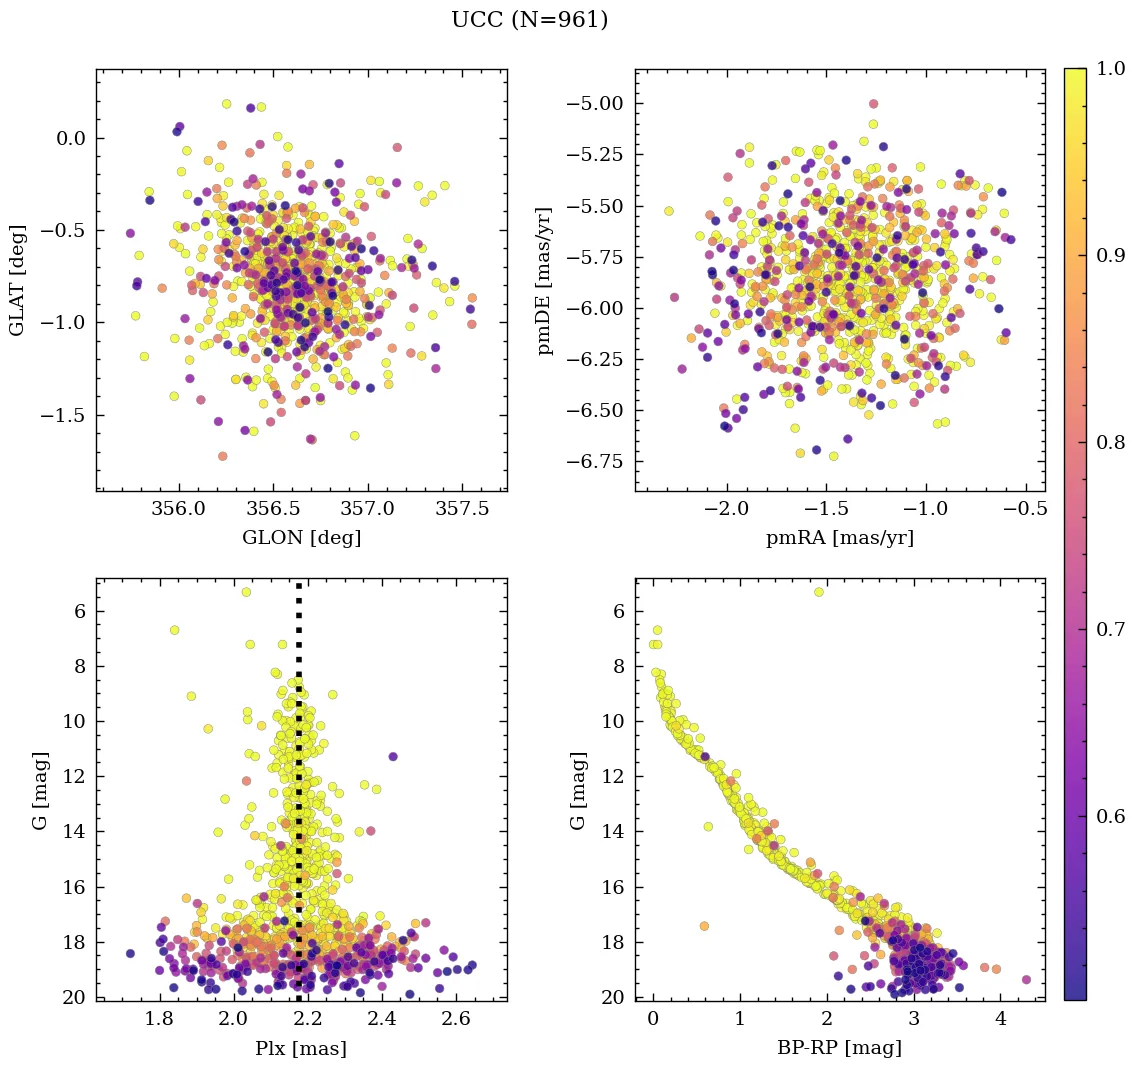 UCC (N=961)
0.0
−0.5
−1.0
−1.5
GLAT [deg]
356.0 356.5 357.0 357.5
GLON [deg]
−5.00
−5.25
−5.50
−5.75
−6.00
−6.25
−6.50
−6.75
pmDE [mas/yr]
−2.0 −1.5 −1.0 −0.5
pmRA [mas/yr]
1.0
0.9
0.8
0.7
0.6
6
8
10
12
14
16
18
20
G [mag]
1.8 2.0 2.2 2.4 2.6
Plx [mas]
6
8
10
12
14
16
18
20
G [mag]
0 1 2 3 4
BP-RP [mag]